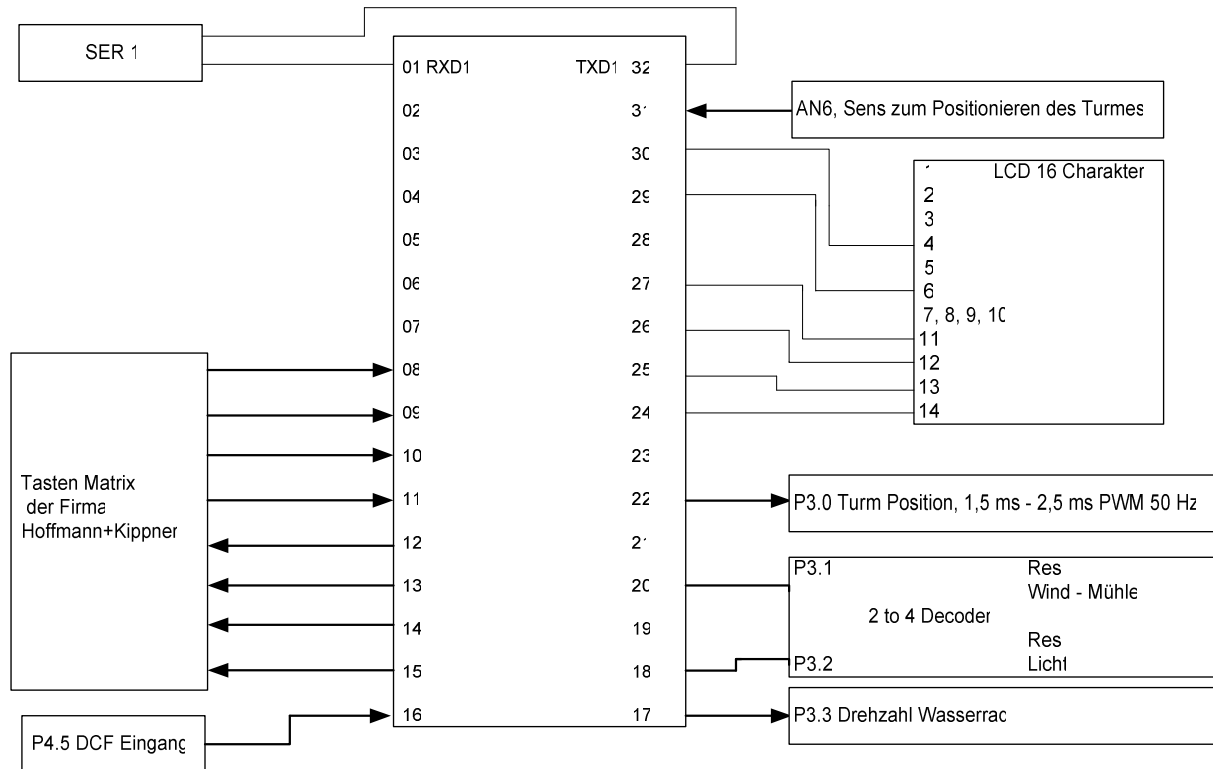 SER 1
01 RXD1
TXD1 32
02
31
AN6, Sens zum Positionieren des Turmes
03
30
04
29
05
28
06
27
07
26
08
25
09
24
10
23
11
22
12
21
13
20
14
19
15
18
16
17
LCD 16 Charakter
1
2
3
4
5
6
7, 8, 9, 10
11
12
13
14
Tasten Matrix
der Firma
Hoffmann+Kippner
P3.0 Turm Position, 1,5 ms - 2,5 ms PWM 50 Hz
P3.1
Res
Wind - Mühle
2 to 4 Decoder
Res
P3.2
Licht
P3.3 Drehzahl Wasserrad
P4.5 DCF Eingang